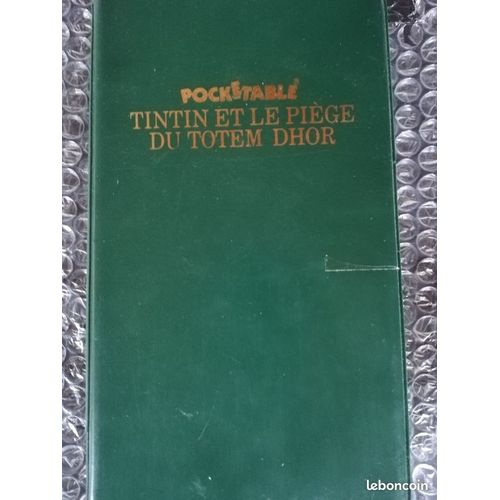 POCKETABLE
TINTIN ET LE PIÈGE
DU TOTEM DHOR
leboncoin